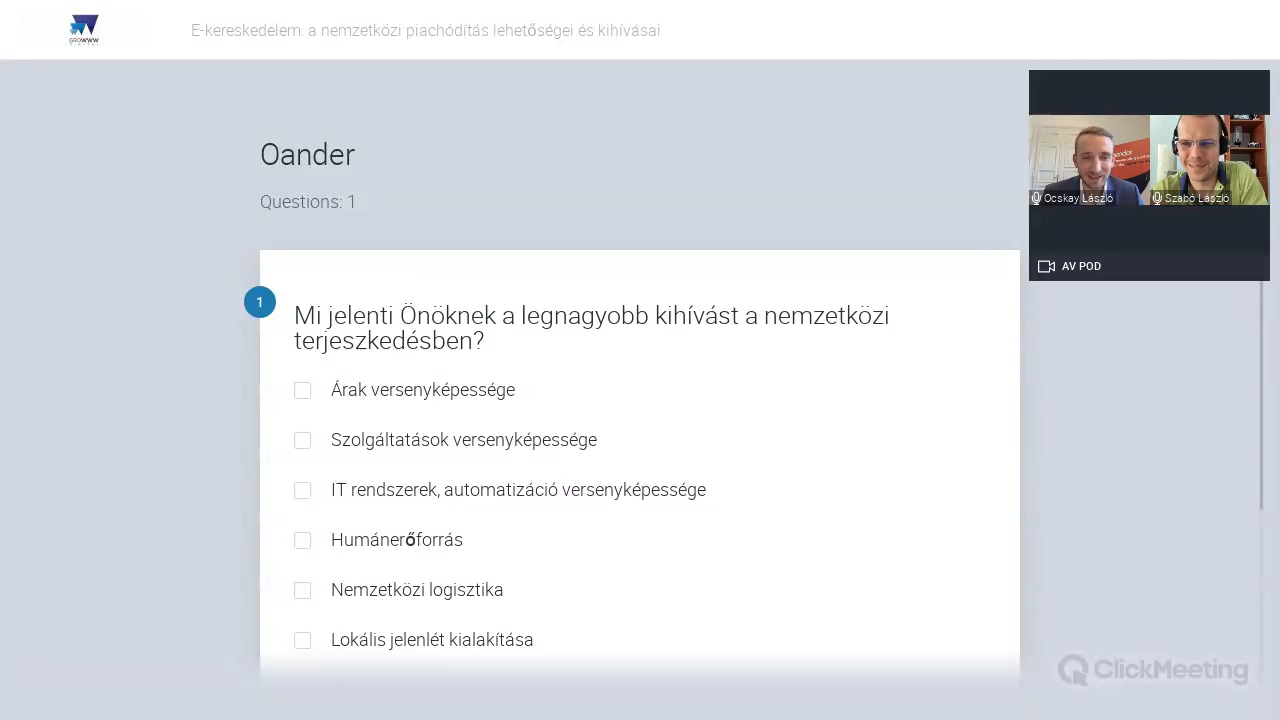 GROWWW
DIGITAL
E-kereskedelem: a nemzetközi piachódítás lehetőségei és kihívásai
Oander
Questions: 1
1
Mi jelenti Önöknek a legnagyobb kihívást a nemzetközi
terjeszkedésben?
Árak versenyképessége
Szolgáltatások versenyképessége
IT rendszerek, automatizáció versenyképessége
Humánerőforrás
Nemzetközi logisztika
Lokális jelenlét kialakítása
Ocskay László
Szabó László
AV POD
ClickMeeting